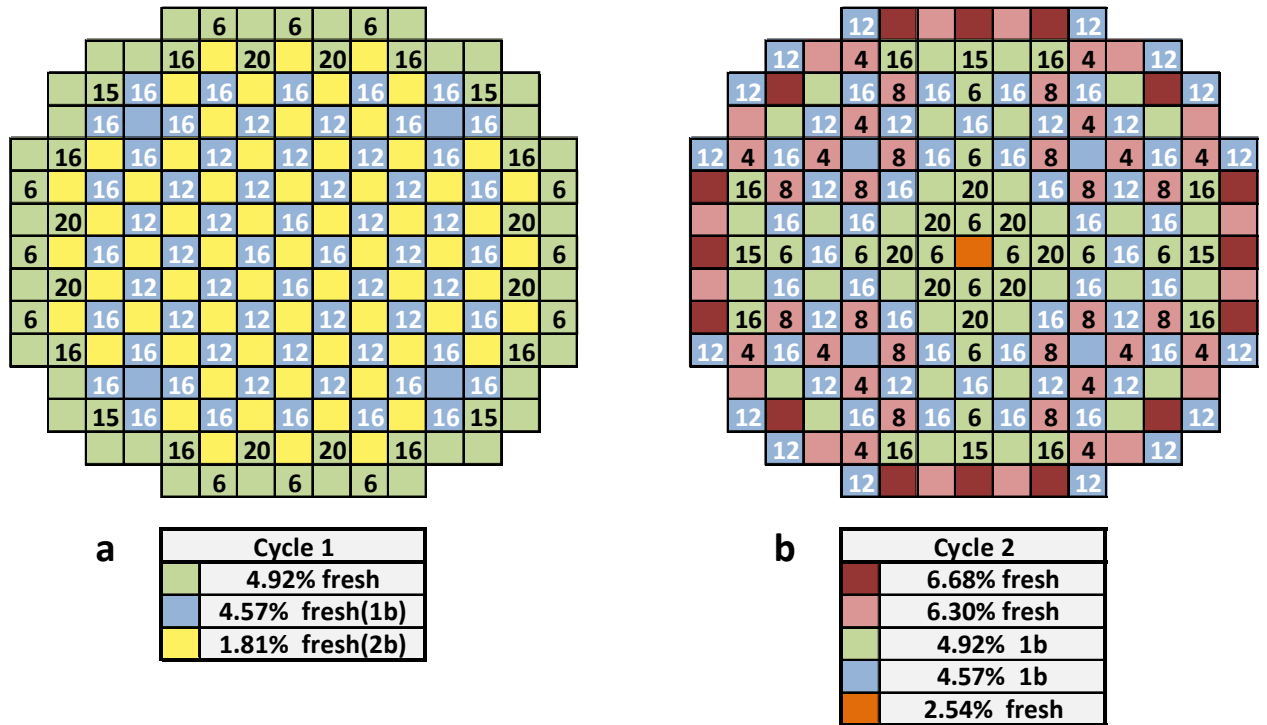 6 6 6
16 20 20 16
15 16 16 16 16 16 15
16 16 12 12 16 16
16 16 12 12 12 16 16
6 16 12 12 12 12 16 6
20 12 12 16 12 12 20
6 16 12 16 16 12 16 6
20 12 12 16 12 12 20
6 16 12 12 12 12 16 6
16 16 12 12 12 16 16
16 16 12 12 16 16
15 16 16 16 16 16 15
16 20 20 16
6 6 6
a
Cycle 1
4.92% fresh
4.57% fresh(1b)
1.81% fresh(2b)
12 12
12 4 16 15 16 4 12
12 16 8 16 6 16 8 16 12
12 4 12 16 12 4 12
12 4 16 4 8 16 6 16 8 4 16 4 12
16 8 12 8 16 20 16 8 12 8 16
16 16 20 6 20 16 16
15 6 16 6 20 6 6 20 6 16 6 15
16 16 20 6 20 16 16
16 8 12 8 16 20 16 8 12 8 16
12 4 16 4 8 16 6 16 8 4 16 4 12
12 4 12 16 12 4 12
12 16 8 16 6 16 8 16 12
12 4 16 15 16 4 12
12 12
b
Cycle 2
6.68% fresh
6.30% fresh
4.92% 1b
4.57% 1b
2.54% fresh